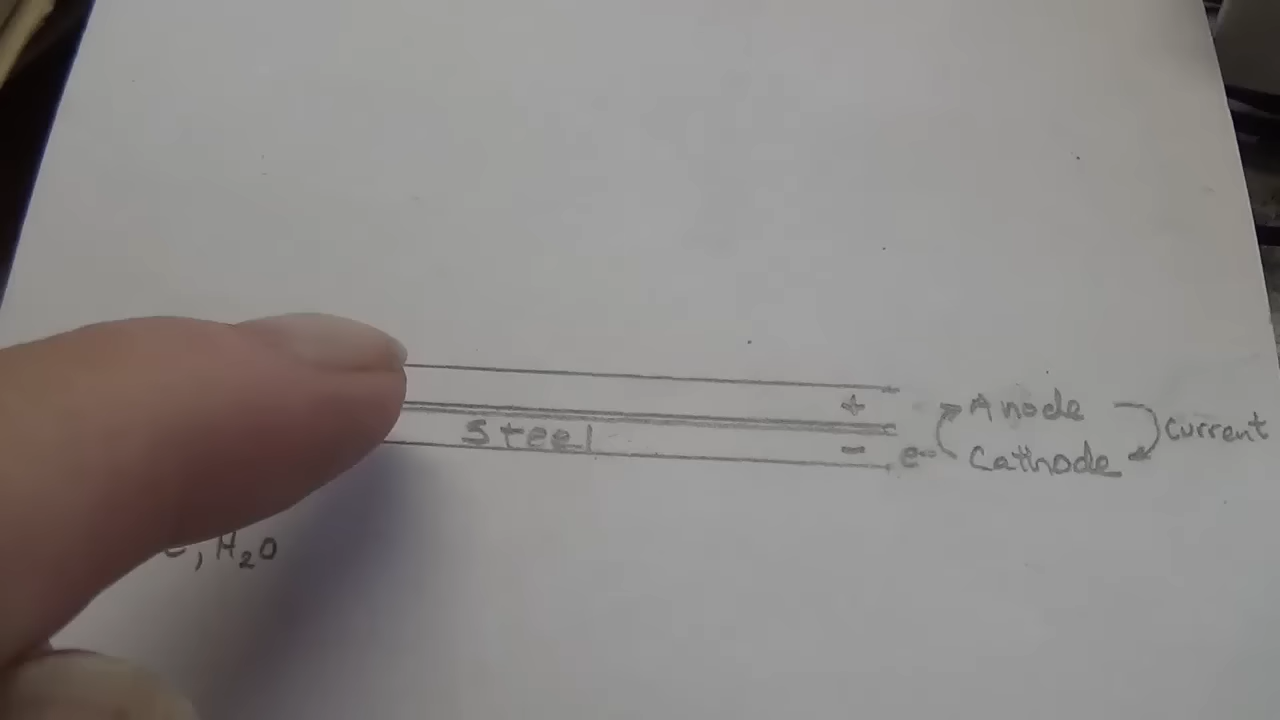 + Anode
current
Steel - e- Cathode
, H2O